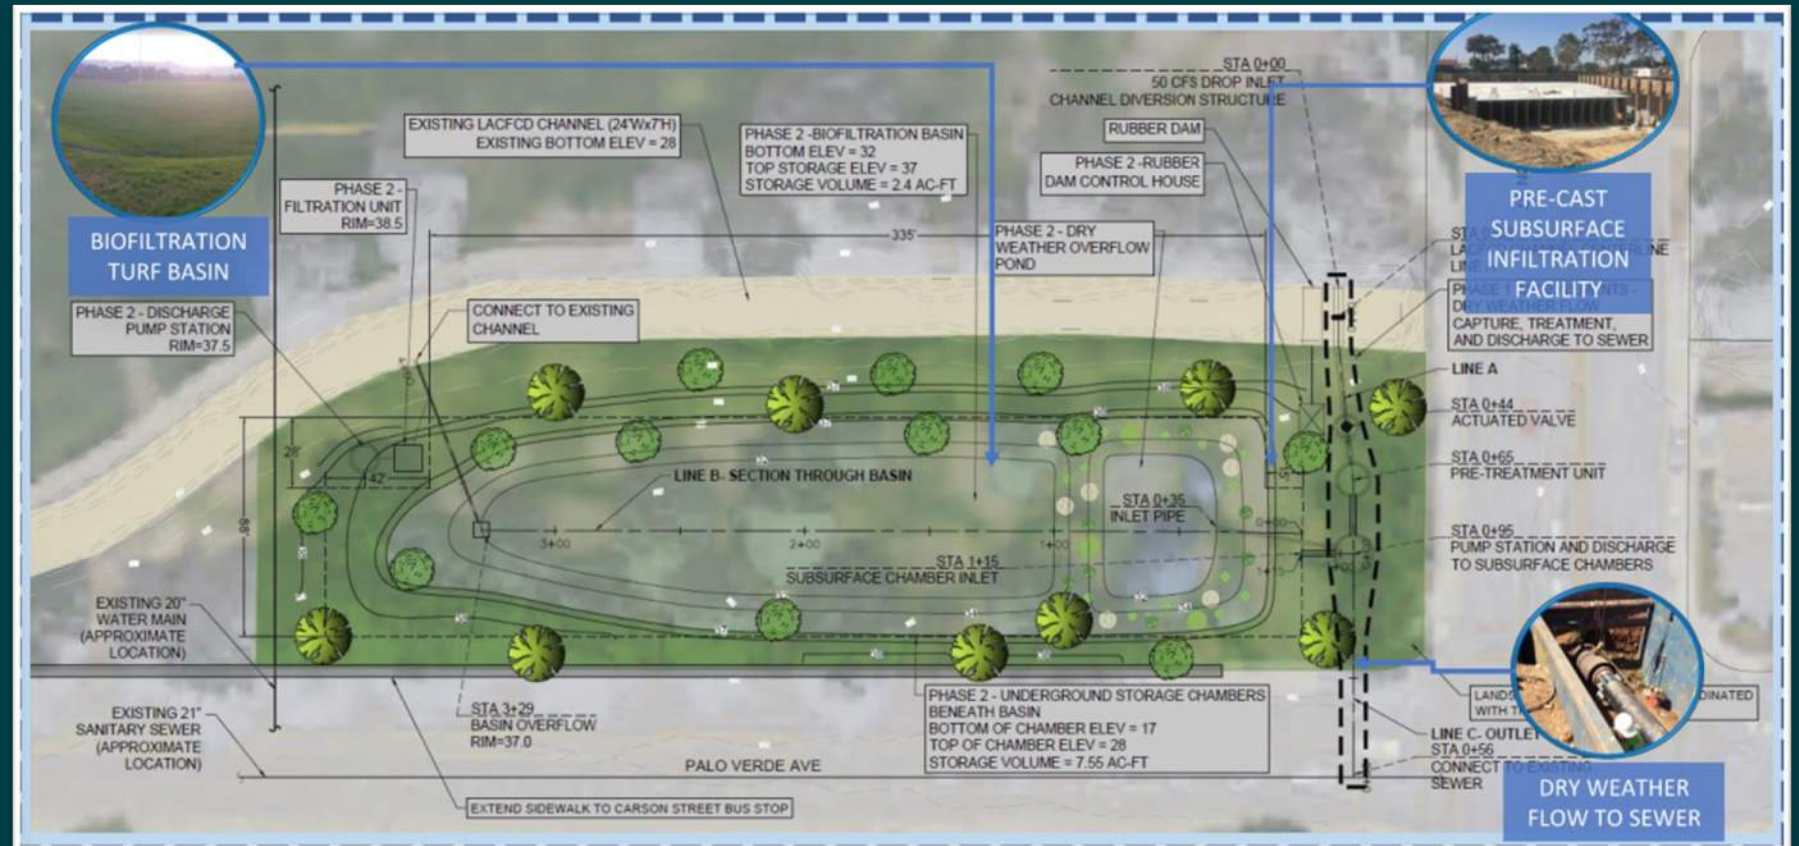 STA 0+00
50 CFS DROP INLET
CHANNEL DIVERSION STRUCTURE
EXISTING LACFCD CHANNEL (24'Wx7'H)
EXISTING BOTTOM ELEV = 28
PHASE 2 -BIOFILTRATION BASIN
BOTTOM ELEV = 32
TOP STORAGE ELEV = 37
STORAGE VOLUME = 2.4 AC-FT
RUBBER DAM
PHASE 2 -RUBBER
DAM CONTROL HOUSE
PHASE 2 -
FILTRATION UNIT
RIM=38.5
PRE-CAST
SUBSURFACE
INFILTRATION
FACILITY
BIOFILTRATION
TURF BASIN
335'
PHASE 2 - DRY
WEATHER OVERFLOW
POND
PHASE 2 - DISCHARGE
PUMP STATION
RIM=37.5
CONNECT TO EXISTING
CHANNEL
CAPTURE, TREATMENT,
AND DISCHARGE TO SEWER
LINE A
STA 0+44
ACTUATED VALVE
STA 0+65
PRE-TREATMENT UNIT
28'
42'
88'
LINE B- SECTION THROUGH BASIN
STA 0+35
INLET PIPE
3+00
2+00
1+00
0+00
1+15
STA 1+15
SUBSURFACE CHAMBER INLET
STA 0+95
PUMP STATION AND DISCHARGE
TO SUBSURFACE CHAMBERS
EXISTING 20"
WATER MAIN
(APPROXIMATE
LOCATION)
EXISTING 21"
SANITARY SEWER
(APPROXIMATE
LOCATION)
STA 3+29
BASIN OVERFLOW
RIM=37.0
PHASE 2 - UNDERGROUND STORAGE CHAMBERS
BENEATH BASIN
BOTTOM OF CHAMBER ELEV = 17
TOP OF CHAMBER ELEV = 28
STORAGE VOLUME = 7.55 AC-FT
PALO VERDE AVE
EXTEND SIDEWALK TO CARSON STREET BUS STOP
LINE C- OUTLET
STA 0+56
CONNECT TO EXISTING
SEWER
DRY WEATHER
FLOW TO SEWER